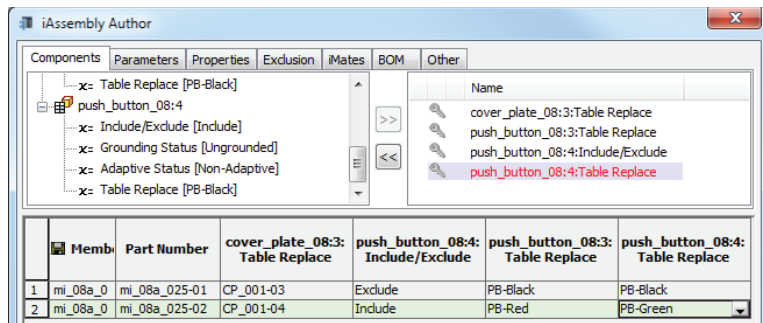 iAssembly Author
Components Parameters Properties Exclusion iMates BOM Other
x= Table Replace [PB-Black]
push_button_08:4
x= Include/Exclude [Include]
x= Grounding Status [Ungrounded]
x= Adaptive Status [Non-Adaptive]
x= Table Replace [PB-Black]
>>
<<
Name
cover_plate_08:3:Table Replace
push_button_08:3:Table Replace
push_button_08:4:Include/Exclude
push_button_08:4:Table Replace
Memb Part Number cover_plate_08:3: push_button_08:4: push_button_08:3: push_button_08:4:
Table Replace Include/Exclude Table Replace Table Replace
1 mi_08a_0 mi_08a_025-01 CP_001-03 Exclude PB-Black PB-Black
2 mi_08a_0 mi_08a_025-02 CP_001-04 Include PB-Red PB-Green